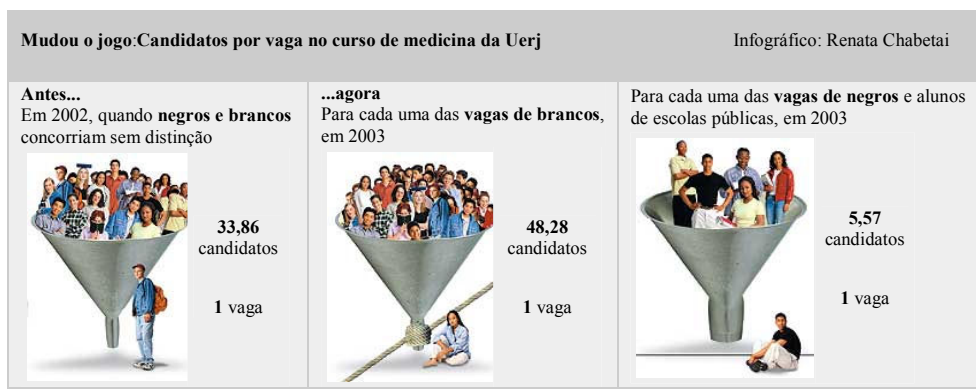 Mudou o jogo:Candidatos por vaga no curso de medicina da Uerj
Infográfico: Renata Chabetai
Antes...
Em 2002, quando negros e brancos
concorriam sem distinção
33,86
candidatos
1 vaga
...agora
Para cada uma das vagas de brancos,
em 2003
48,28
candidatos
1 vaga
Para cada uma das vagas de negros e alunos
de escolas públicas, em 2003
5,57
candidatos
1 vaga